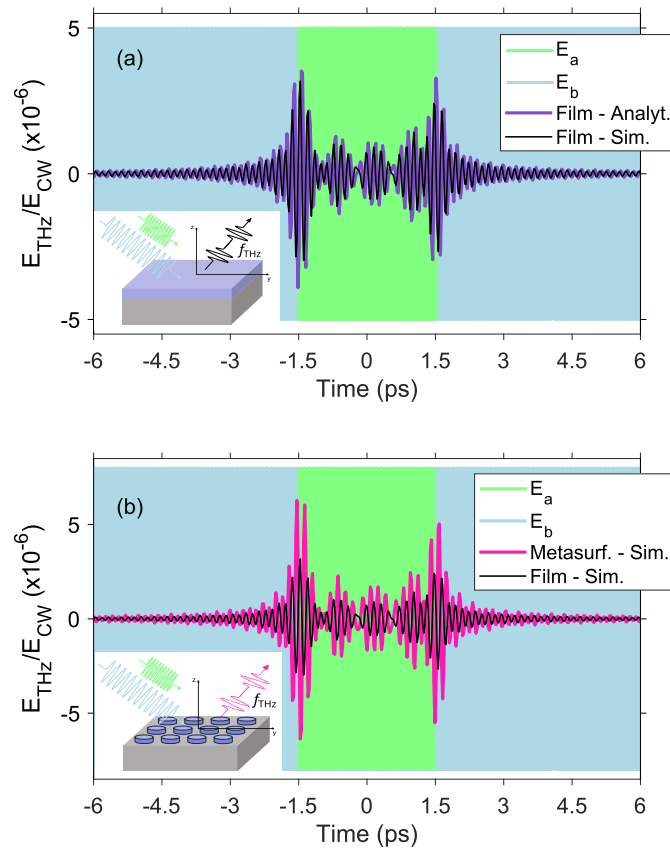 (a)
E_THz/E_CW (x10^-6)
5
0
-5
E_a
E_b
Film - Analyt.
Film - Sim.
z
y
f_THz
-6 -4.5 -3 -1.5 0 1.5 3 4.5 6
Time (ps)
(b)
E_THz/E_CW (x10^-6)
5
0
-5
E_a
E_b
Metasurf. - Sim.
Film - Sim.
z
y
f_THz
-6 -4.5 -3 -1.5 0 1.5 3 4.5 6
Time (ps)